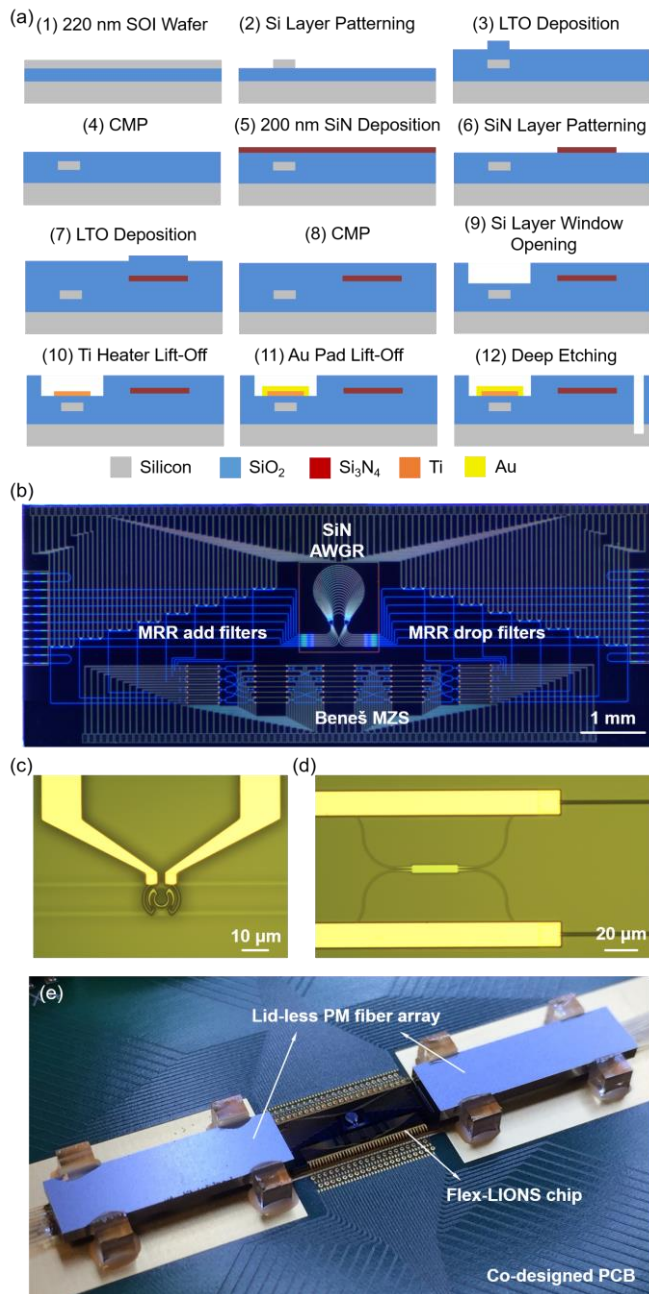 (a)
(1) 220 nm SOI Wafer
(2) Si Layer Patterning
(3) LTO Deposition
(4) CMP
(5) 200 nm SiN Deposition
(6) SiN Layer Patterning
(7) LTO Deposition
(8) CMP
(9) Si Layer Window
Opening
(10) Ti Heater Lift-Off
(11) Au Pad Lift-Off
(12) Deep Etching
Silicon
SiO₂
Si₃N₄
Ti
Au
(b)
SiN
AWGR
MRR add filters
MRR drop filters
Beneš MZS
1 mm
(c)
10 µm
(d)
20 µm
(e)
Lid-less PM fiber array
Flex-LIONS chip
Co-designed PCB